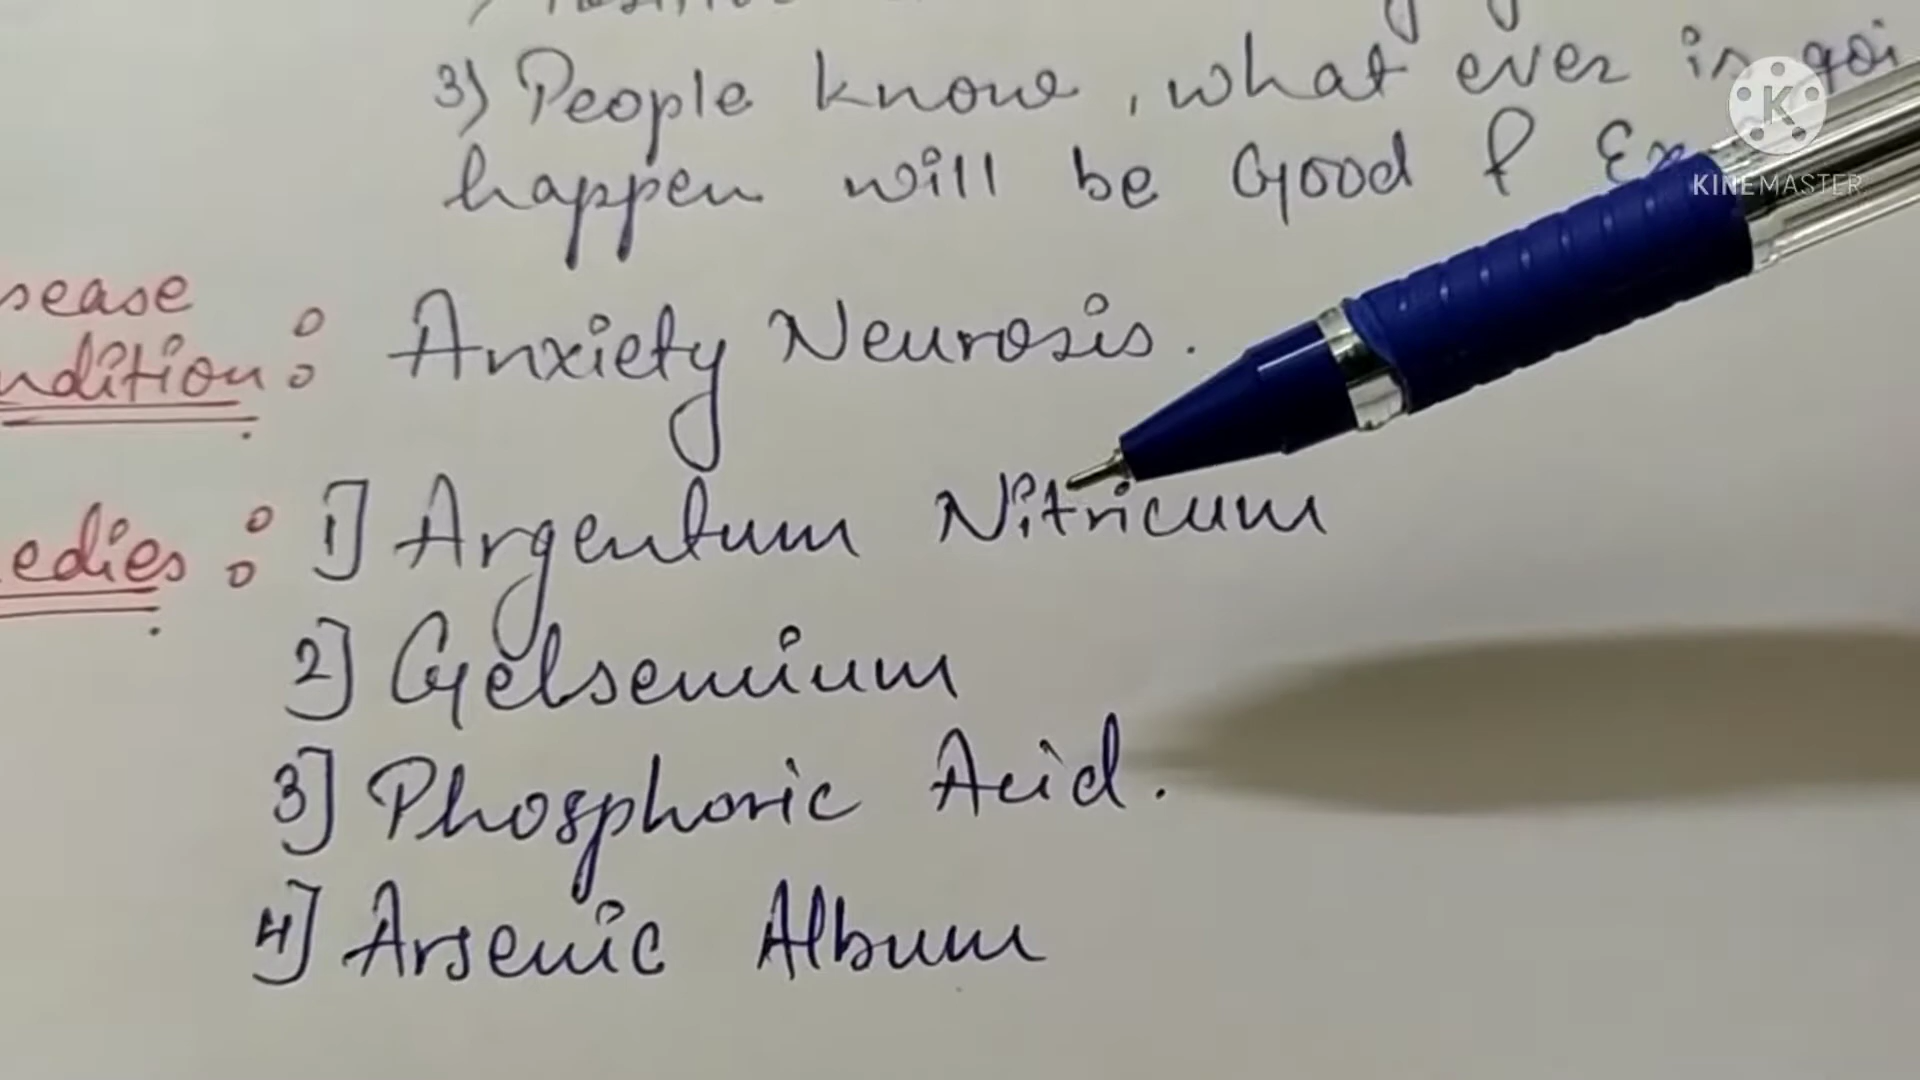 3) People know, what ever is goi
happen will be Good &
sease
ndition : Anxiety Neurosis.
edies : 1] Argentum Nitricum
2] Gelsemium
3] Phosphoric Acid.
4] Arsenic Album
KINEMASTER